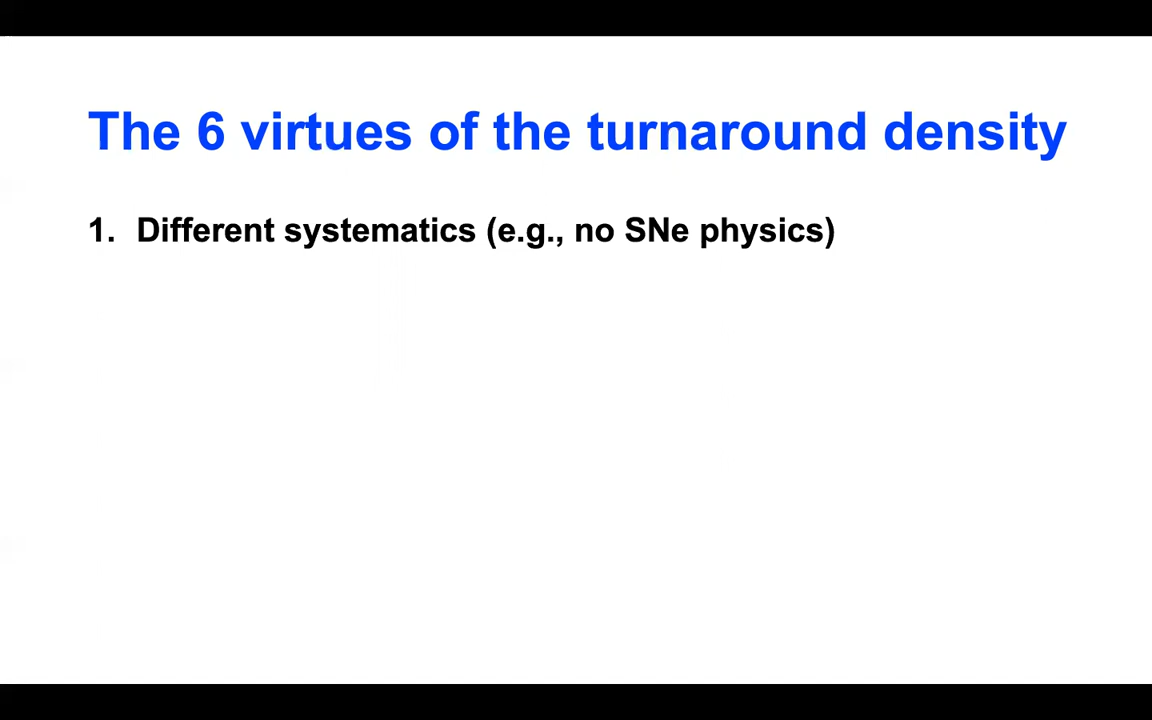 The 6 virtues of the turnaround density
1. Different systematics (e.g., no SNe physics)